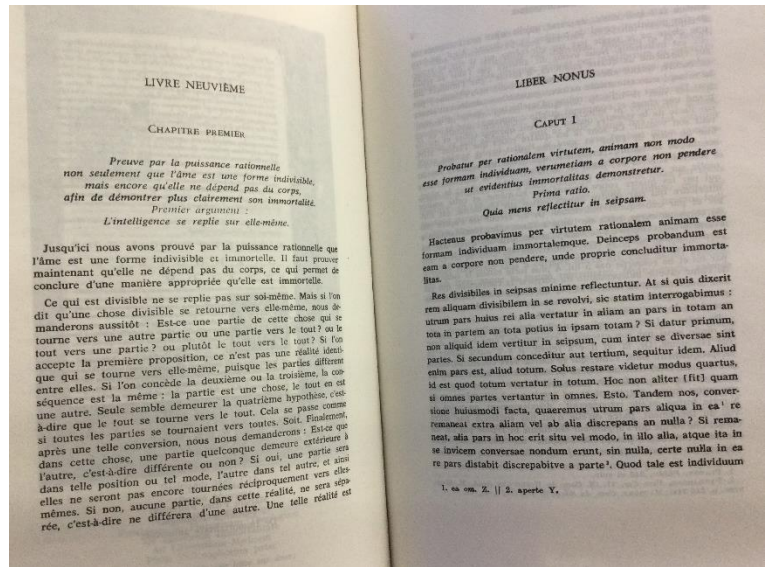 LIVRE NEUVIÈME
CHAPITRE PREMIER
Preuve par la puissance rationnelle
non seulement que l'âme est une forme indivisible,
mais encore qu'elle ne dépend pas du corps,
afin de démontrer plus clairement son immortalité.
Premier argument :
L'intelligence se replie sur elle-même.
Jusqu'ici nous avons prouvé par la puissance rationnelle que
l'âme est une forme indivisible et immortelle. Il faut prouver
maintenant qu'elle ne dépend pas du corps, ce qui permet de
conclure d'une manière appropriée qu'elle est immortelle.
Ce qui est divisible ne se replie pas sur soi-même. Mais si l'on
dit qu'une chose divisible se retourne vers elle-même, nous de-
manderons aussitôt : Est-ce une partie de cette chose qui se
tourne vers une autre partie ou une partie vers le tout ? ou le
tout vers une partie ? ou plutôt le tout vers le tout ? Si l'on
accepte la première proposition, ce n'est pas une réalité identi-
que qui se tourne vers elle-même, puisque les parties diffèrent
entre elles. Si l'on concède la deuxième ou la troisième, la con-
séquence est la même : la partie est une chose, le tout en est
une autre. Seule semble demeurer la quatrième hypothèse, c'est-
à-dire que le tout se tourne vers le tout. Cela se passe comme
si toutes les parties se tournaient vers toutes. Soit. Finalement,
après une telle conversion, nous nous demanderons : Est-ce que
dans cette chose, une partie quelconque demeure extérieure à
l'autre, c'est-à-dire différente ou non ? Si oui, une partie sera
dans telle position ou tel mode, l'autre dans tel autre, et ainsi
elles ne seront pas encore tournées réciproquement vers elles-
mêmes. Si non, aucune partie, dans cette réalité, ne sera sépa-
rée, c'est-à-dire ne différera d'une autre. Une telle réalité est
LIBER NONUS
CAPUT I
Probatur per rationalem virtutem, animam non modo
esse formam individuam, verumetiam a corpore non pendere
ut evidentius immortalitas demonstretur.
Prima ratio.
Quia mens reflectitur in seipsam.
Hactenus probavimus per virtutem rationalem animam esse
formam individuam immortalemque. Deinceps probandum est
eam a corpore non pendere, unde proprie concluditur immorta-
litas.
Res divisibiles in seipsas minime reflectuntur. At si quis dixerit
rem aliquam divisibilem in se revolvi, sic statim interrogabimus :
utrum pars huius rei alia vertatur in aliam an pars in totam an
tota in partem an tota potius in ipsam totam ? Si datur primum,
non aliquid idem vertitur in seipsum, cum inter se diversae sint
partes. Si secundum conceditur aut tertium, sequitur idem. Aliud
enim pars est, aliud totum. Solus restare videtur modus quartus,
id est quod totum vertatur in totum. Hoc non aliter [fit] quam
si omnes partes vertantur in omnes. Esto. Tandem nos, conver-
sione huiusmodi facta, quaeremus utrum pars aliqua in ea¹ re
remaneat extra aliam vel ab alia discrepans an nulla ? Si rema-
neat, alia pars in hoc erit situ vel modo, in illo alia, atque ita in
se invicem conversae nondum erunt, sin nulla, certe nulla in ea
re pars distabit discrepabitve a parte². Quod tale est individuum
1. ea om. Z. || 2. aperte Y.